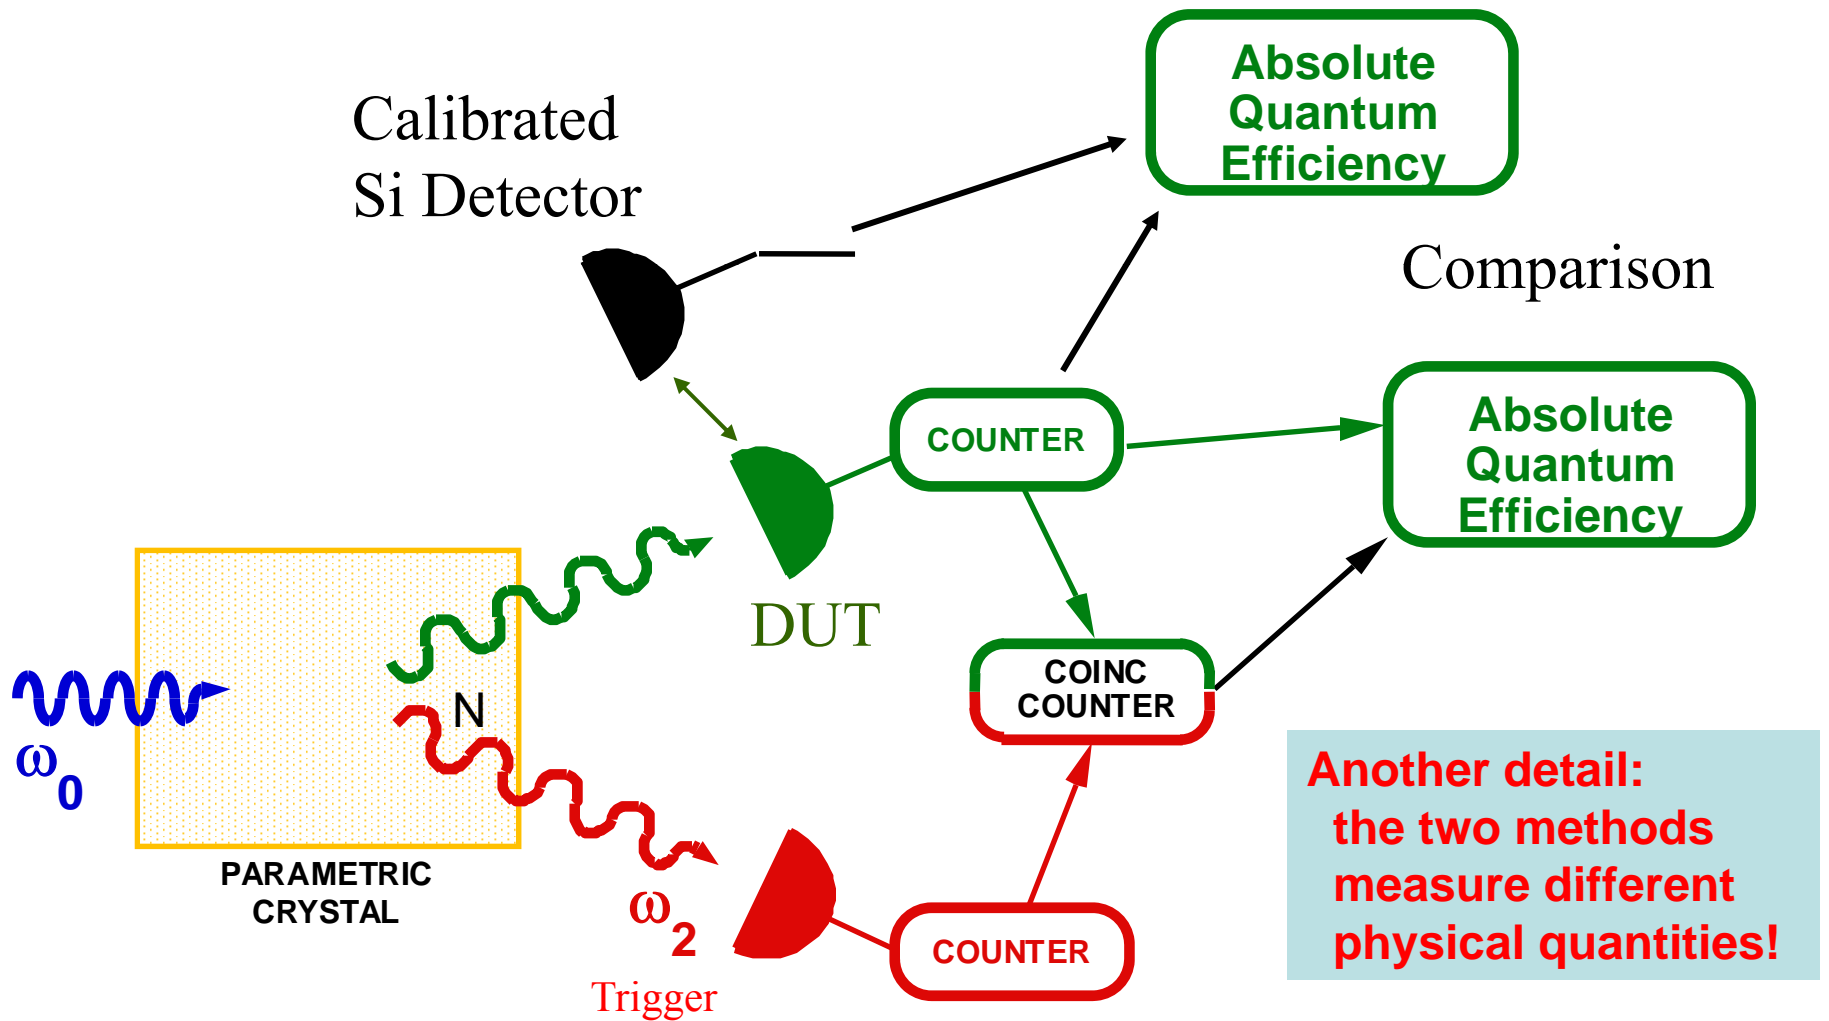 Absolute
Quantum
Efficiency
Calibrated
Si Detector
Comparison
COUNTER
Absolute
Quantum
Efficiency
DUT
N
ω0
COINC
COUNTER
PARAMETRIC
CRYSTAL
ω2
Trigger
COUNTER
Another detail:
the two methods
measure different
physical quantities!